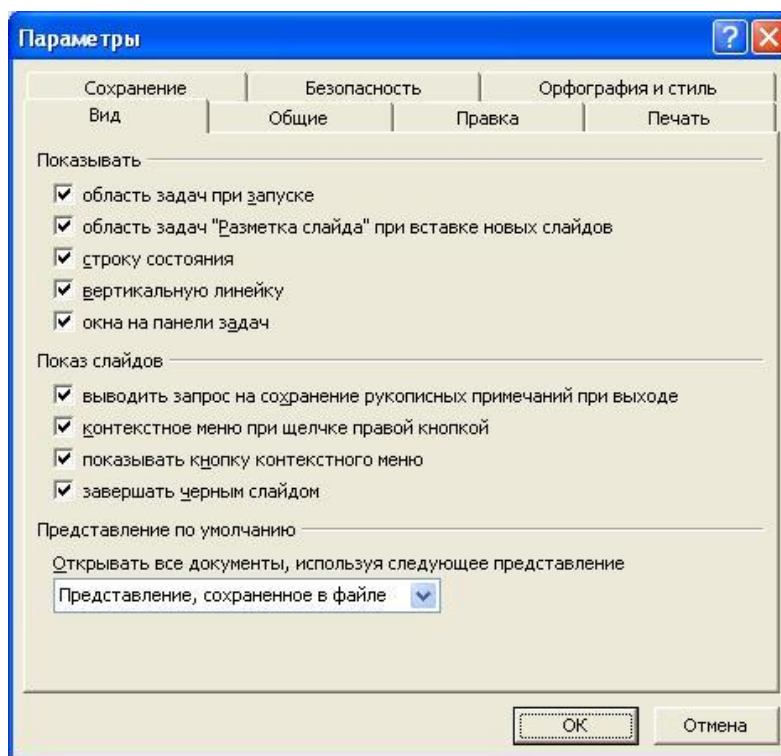 Параметры
Сохранение Безопасность Орфография и стиль
Вид Общие Правка Печать
Показывать
область задач при запуске
область задач "Разметка слайда" при вставке новых слайдов
строку состояния
вертикальную линейку
окна на панели задач
Показ слайдов
выводить запрос на сохранение рукописных примечаний при выходе
контекстное меню при щелчке правой кнопкой
показывать кнопку контекстного меню
завершать черным слайдом
Представление по умолчанию
Открывать все документы, используя следующее представление
Представление, сохраненное в файле
ОК Отмена